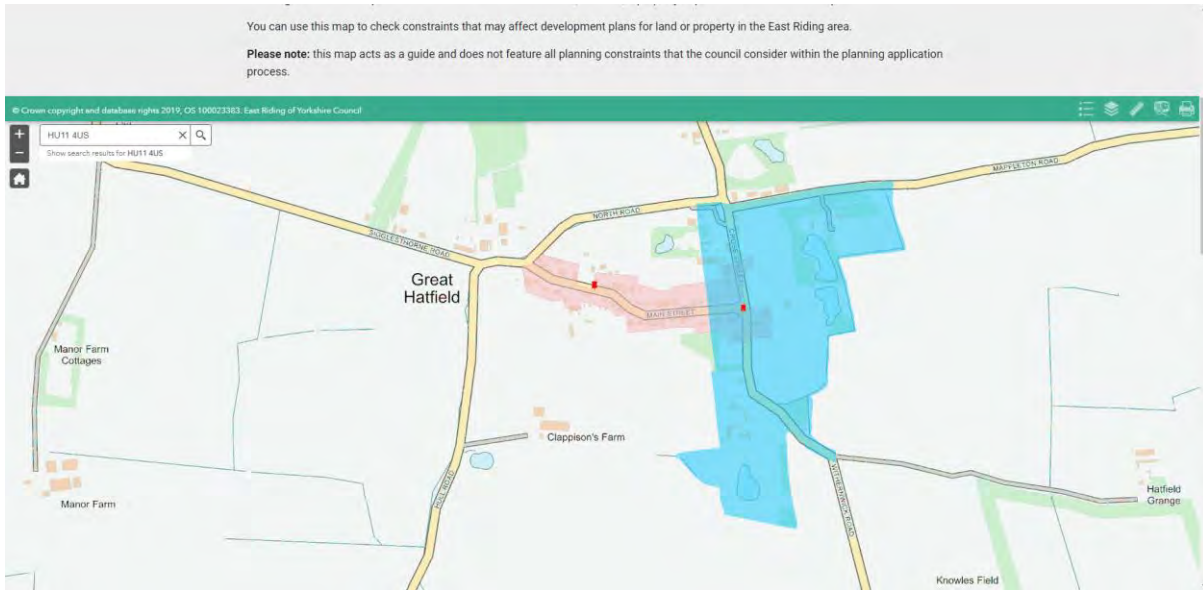 You can use this map to check constraints that may affect development plans for land or property in the East Riding area.
Please note: this map acts as a guide and does not feature all planning constraints that the council consider within the planning application
process.
© Crown copyright and database rights 2019, OS 100023383. East Riding of Yorkshire Council
+
HU11 4US
−
Show search results for HU11 4US
MAPPLETON ROAD
NORTH ROAD
SIGGLESTHORNE ROAD
Great
Hatfield
MAIN STREET
Manor Farm
Cottages
Clappison's Farm
HULL ROAD
WITHERNWICK ROAD
Manor Farm
Hatfield
Grange
Knowles Field